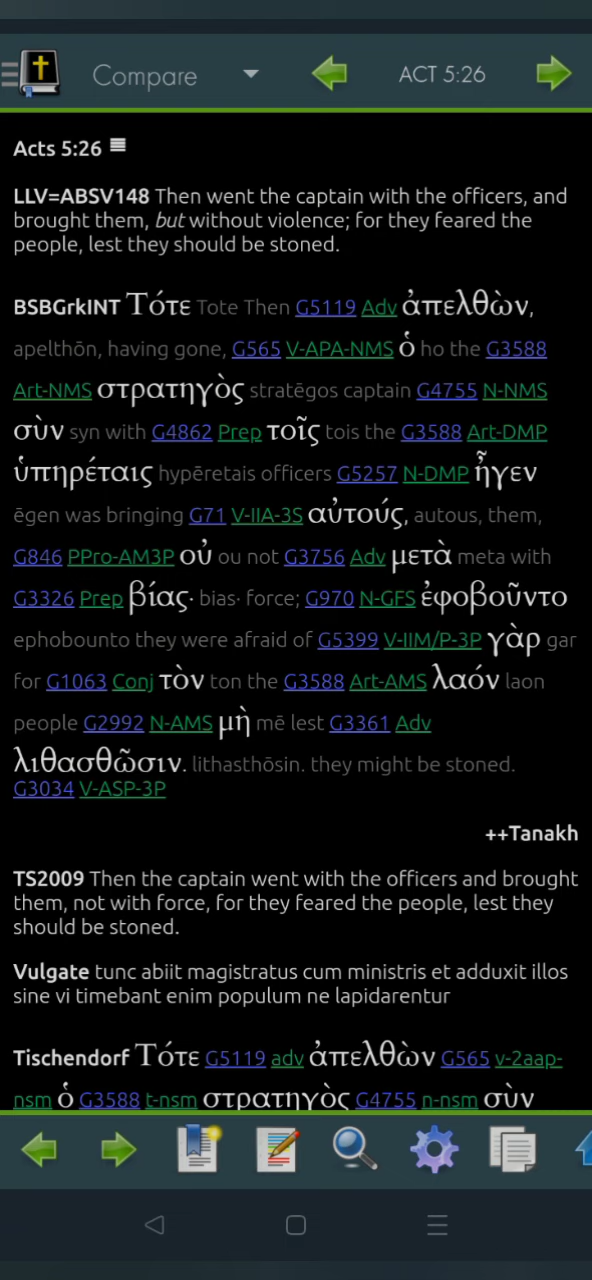 Compare
ACT 5:26
Acts 5:26
LLV=ABSV148 Then went the captain with the officers, and
brought them, but without violence; for they feared the
people, lest they should be stoned.
BSBGrkINT Τότε Tote Then G5119 Adv ἀπελθὼν,
apelthōn, having gone, G565 V-APA-NMS ὁ ho the G3588
Art-NMS στρατηγὸς stratēgos captain G4755 N-NMS
σὺν syn with G4862 Prep τοῖς tois the G3588 Art-DMP
ὑπηρέταις hypēretais officers G5257 N-DMP ἦγεν
ēgen was bringing G71 V-IIA-3S αὐτούς, autous, them,
G846 PPro-AM3P οὐ ou not G3756 Adv μετὰ meta with
G3326 Prep βίας· bias· force; G970 N-GFS ἐφοβοῦντο
ephobounto they were afraid of G5399 V-IIM/P-3P γὰρ gar
for G1063 Conj τὸν ton the G3588 Art-AMS λαόν laon
people G2992 N-AMS μὴ mē lest G3361 Adv
λιθασθῶσιν. lithasthōsin. they might be stoned.
G3034 V-ASP-3P
++Tanakh
TS2009 Then the captain went with the officers and brought
them, not with force, for they feared the people, lest they
should be stoned.
Vulgate tunc abiit magistratus cum ministris et adduxit illos
sine vi timebant enim populum ne lapidarentur
Tischendorf Τότε G5119 adv ἀπελθὼν G565 v-2aap-
nsm ὁ G3588 t-nsm στρατηγὸς G4755 n-nsm σὺν